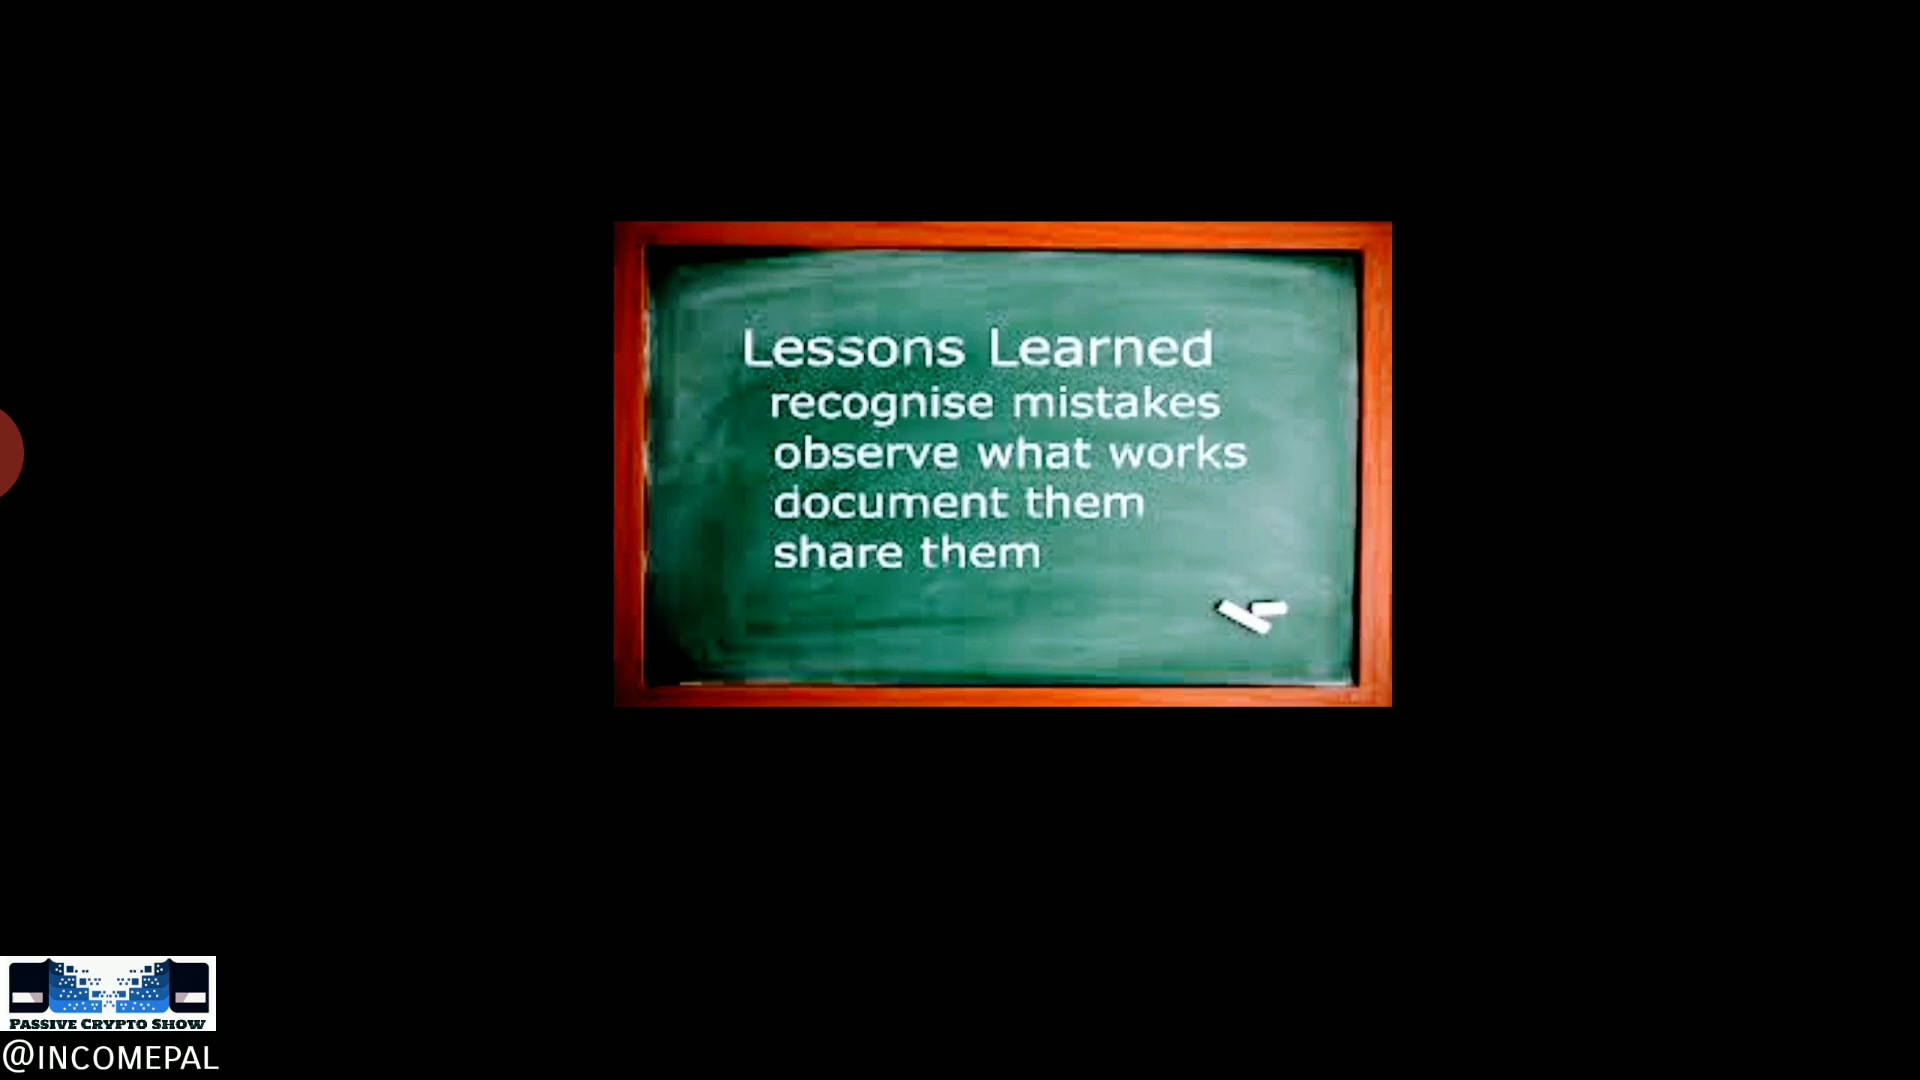 Lessons Learned
recognise mistakes
observe what works
document them
share them
PASSIVE CRYPTO SHOW
@INCOMEPAL